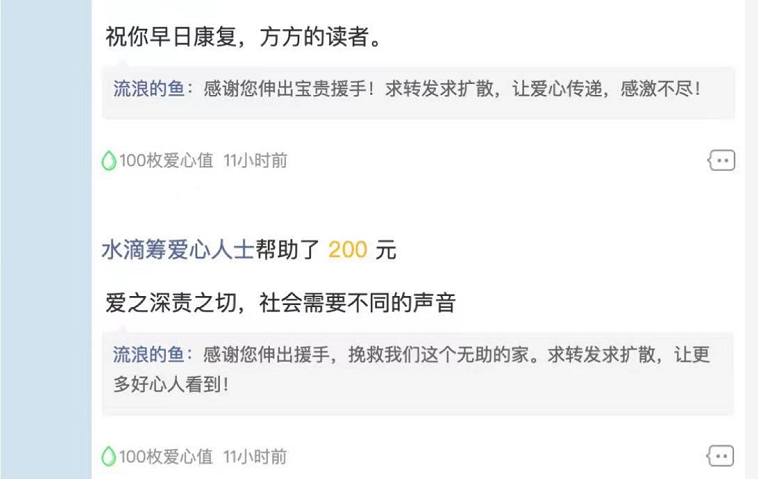 祝你早日康复，方方的读者。
流浪的鱼：感谢您伸出宝贵援手！求转发求扩散，让爱心传递，感激不尽！
100枚爱心值 11小时前
水滴筹爱心人士帮助了 200 元
爱之深责之切，社会需要不同的声音
流浪的鱼：感谢您伸出援手，挽救我们这个无助的家。求转发求扩散，让更
多好心人看到！
100枚爱心值 11小时前